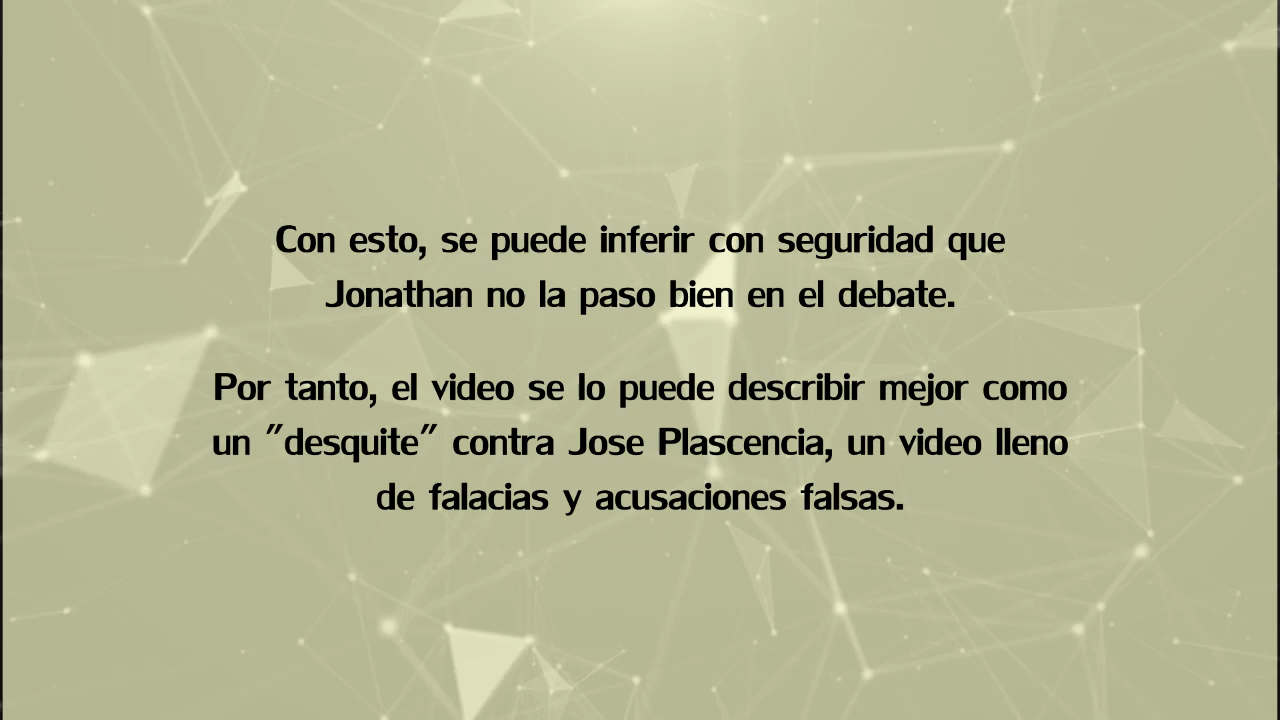 Con esto, se puede inferir con seguridad que
Jonathan no la paso bien en el debate.
Por tanto, el video se lo puede describir mejor como
un "desquite" contra Jose Plascencia, un video lleno
de falacias y acusaciones falsas.